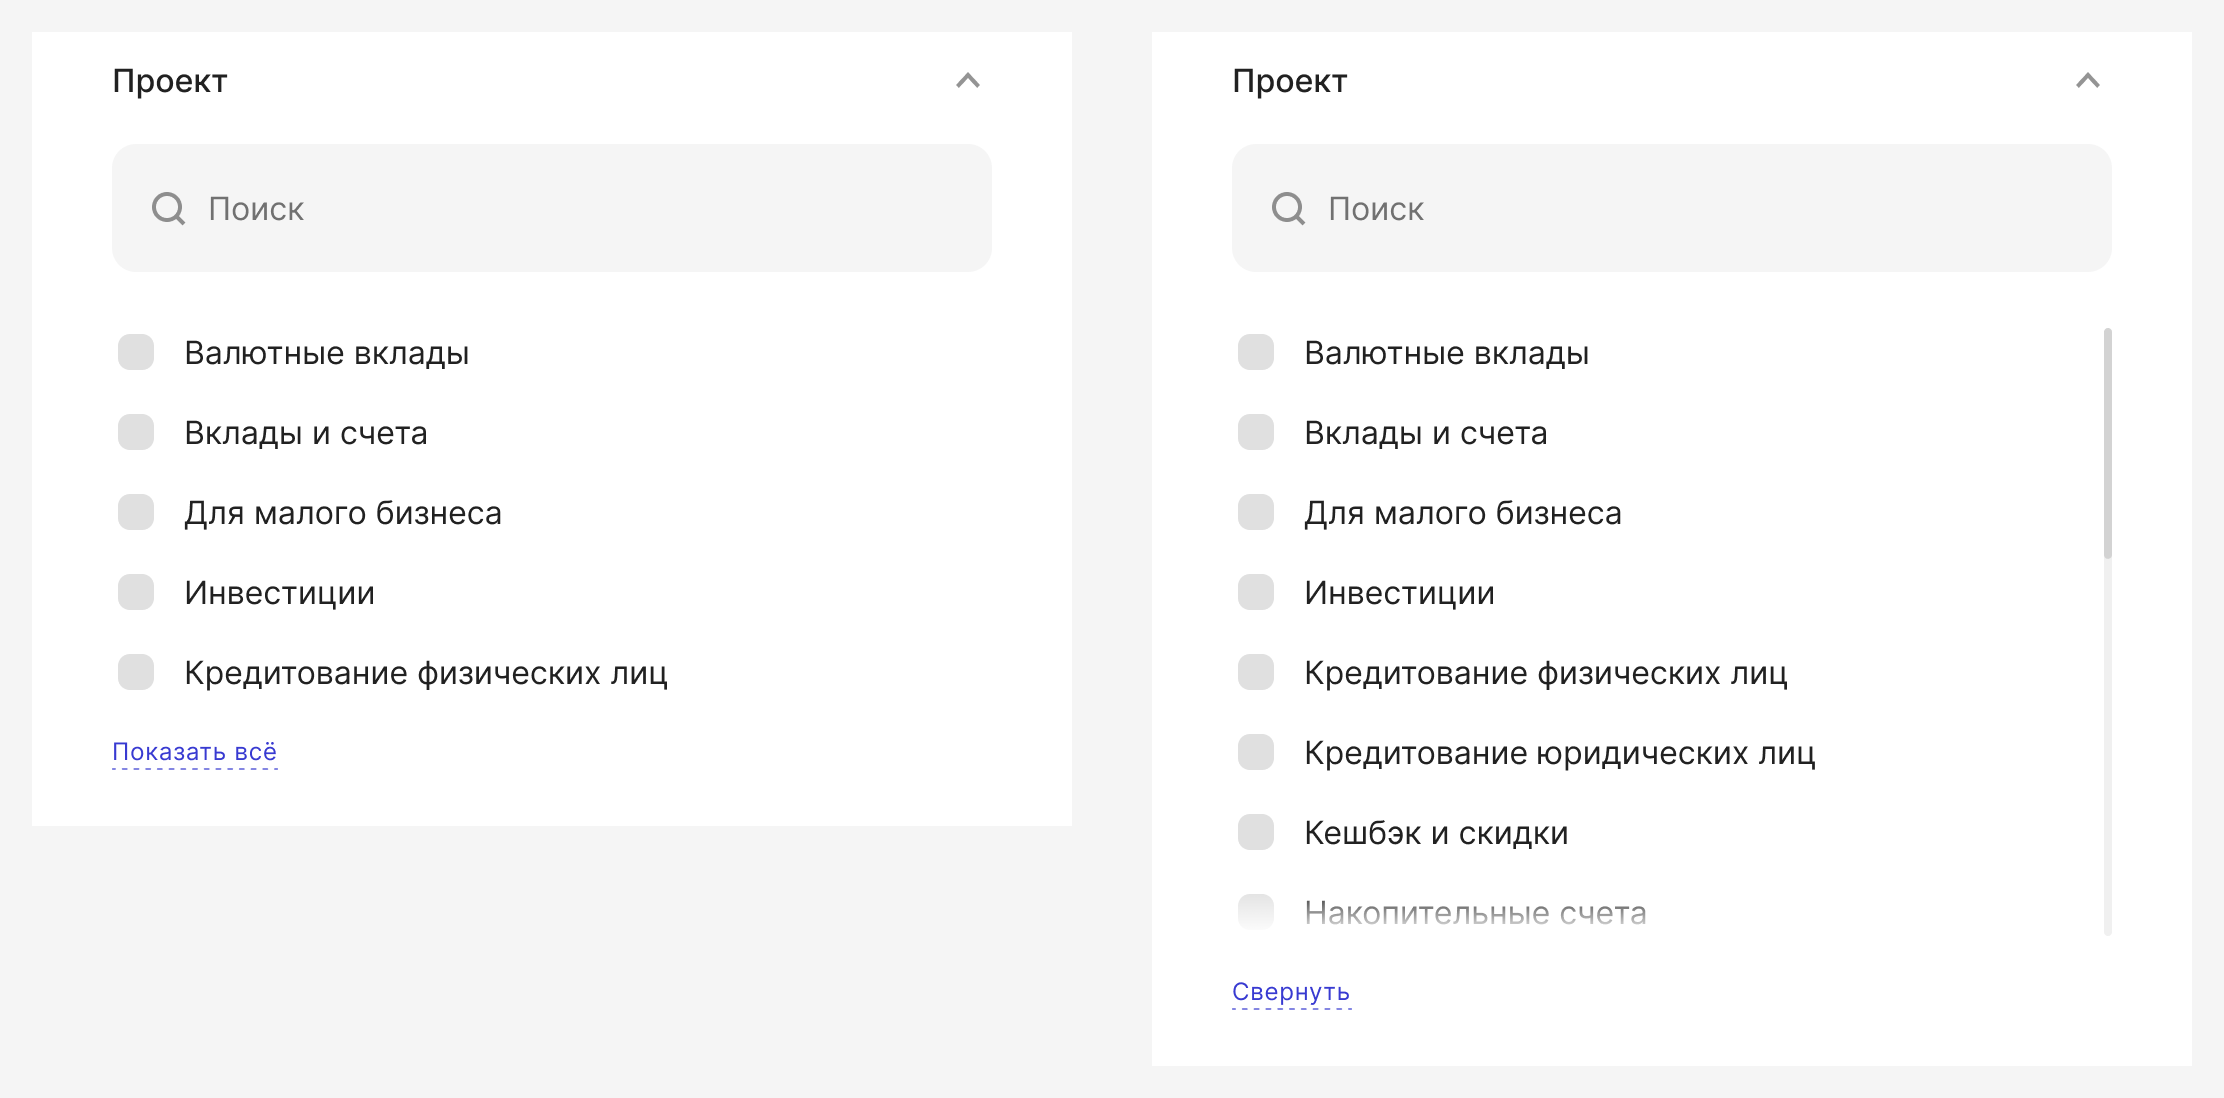 Проект
Поиск
Валютные вклады
Вклады и счета
Для малого бизнеса
Инвестиции
Кредитование физических лиц
Показать всё
Проект
Поиск
Валютные вклады
Вклады и счета
Для малого бизнеса
Инвестиции
Кредитование физических лиц
Кредитование юридических лиц
Кешбэк и скидки
Накопительные счета
Свернуть